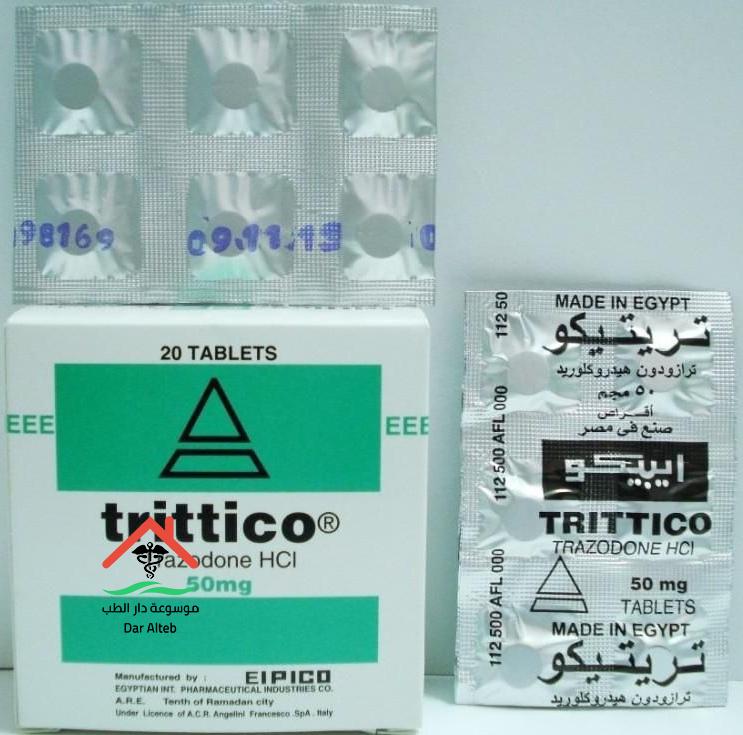 98169 09.11.13
20 TABLETS
EEE EEE
trittico®
razodone HCl
50mg
موسوعة دار الطب
Dar Alteb
Manufactured by : EIPICO
EGYPTIAN INT. PHARMACEUTICAL INDUSTRIES CO.
A.R.E. Tenth of Ramadan city
Under Licence of A.C.R. Angelini Francesco .SpA . Italy
MADE IN EGYPT
تريتيكو
ترازودون هيدروكلوريد
٥٠ مجم
أقراص
صنع فى مصر
ايبيكو
TRITTICO
TRAZODONE HCl
50 mg
TABLETS
MADE IN EGYPT
تريتيكو
ترازودون هيدروكلوريد
112 50
112 500 AFL 000
112 500 AFL 000